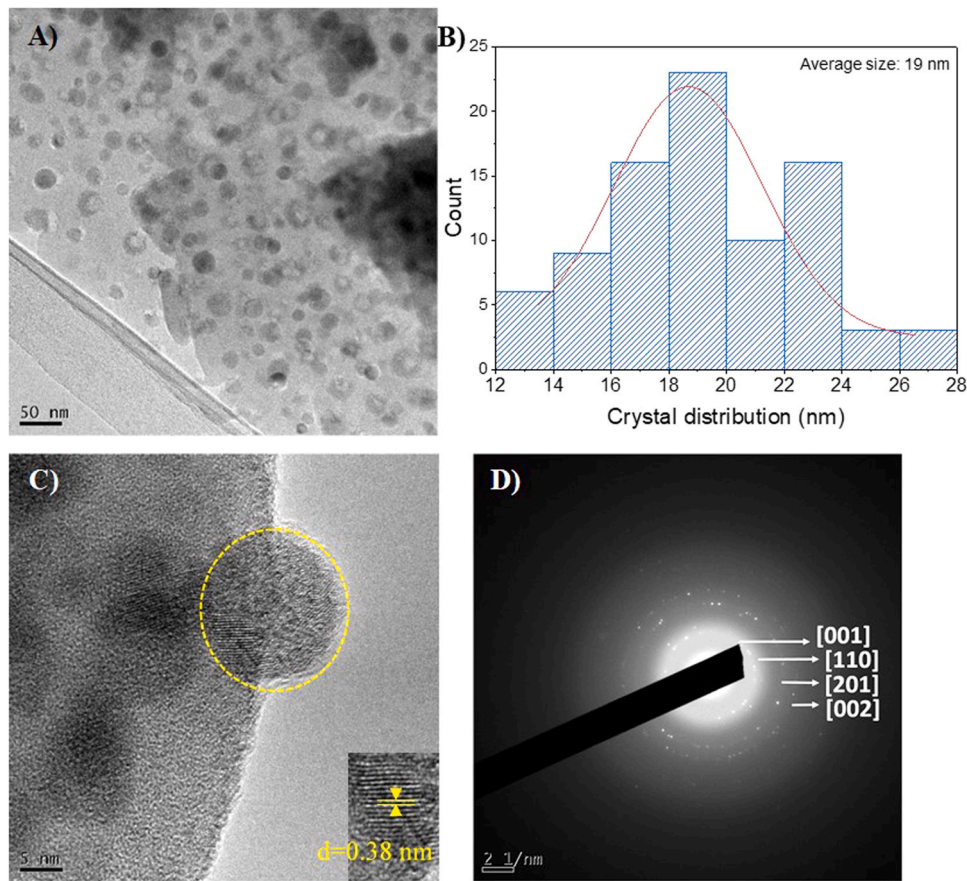 A)
50 nm
B)
Average size: 19 nm
25
20
15
10
5
0
Count
12 14 16 18 20 22 24 26 28
Crystal distribution (nm)
C)
d=0.38 nm
5 nm
D)
[001]
[110]
[201]
[002]
2 1/nm